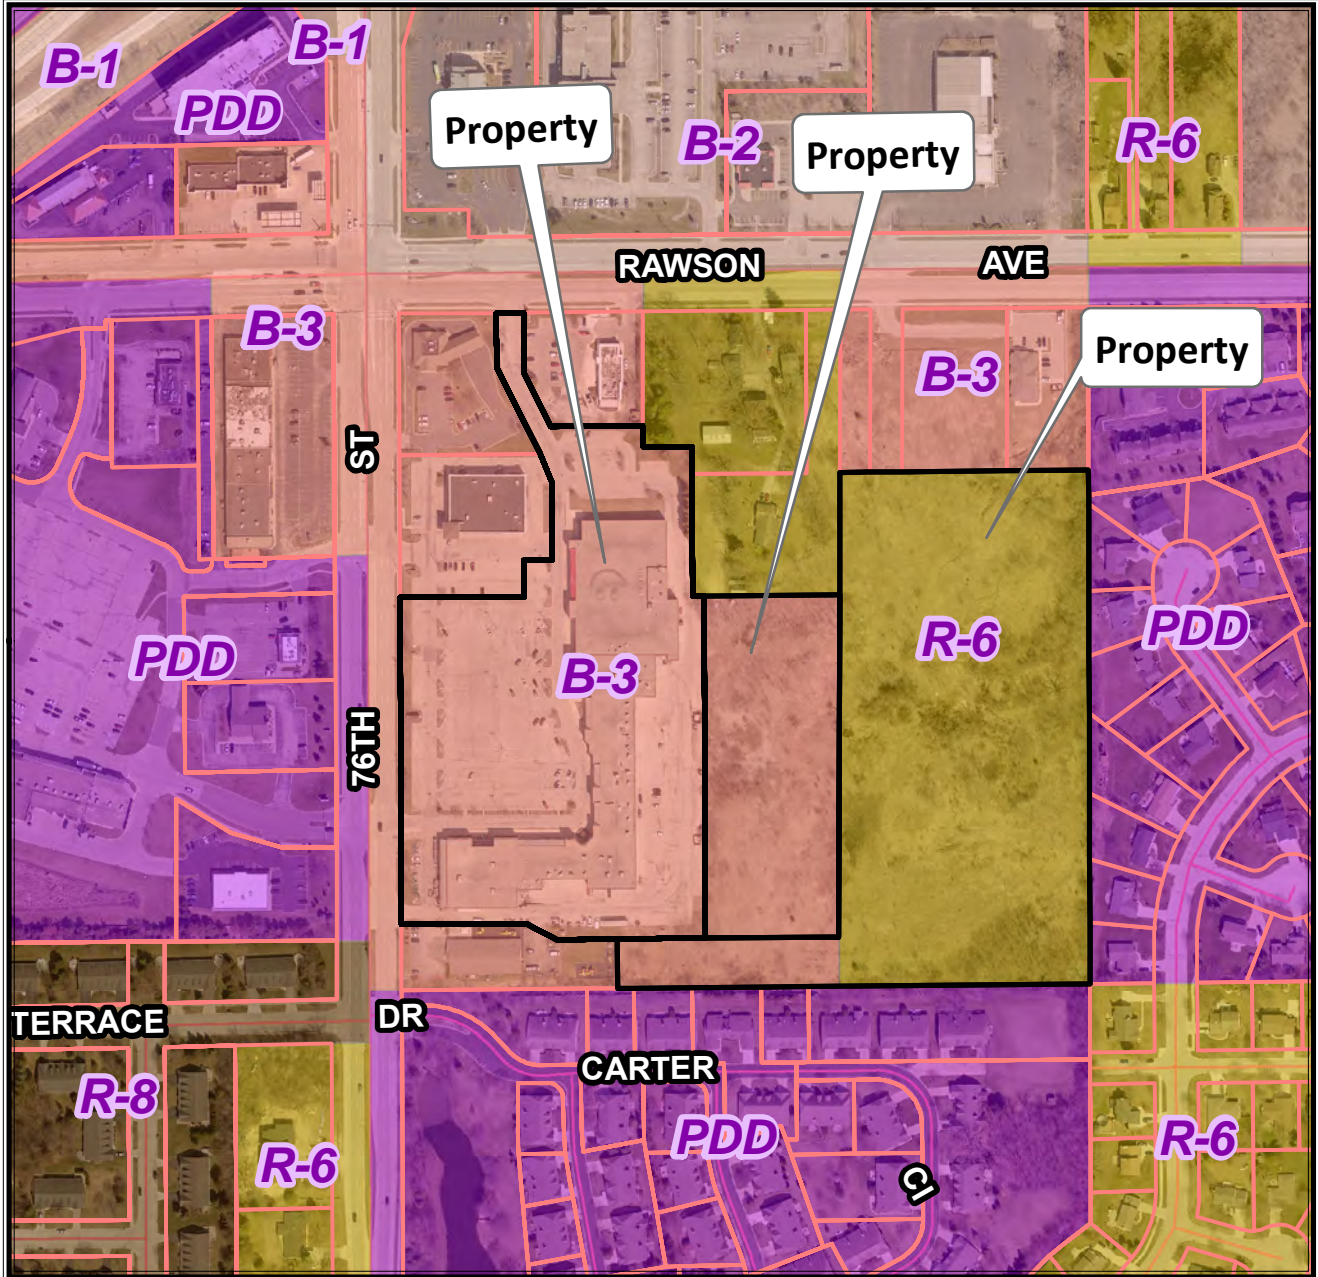 B-1
B-1
PDD
Property
B-2
Property
R-6
RAWSON
AVE
B-3
Property
B-3
ST
PDD
B-3
R-6
PDD
76TH
TERRACE
DR
CARTER
R-8
R-6
PDD
R-6
CI